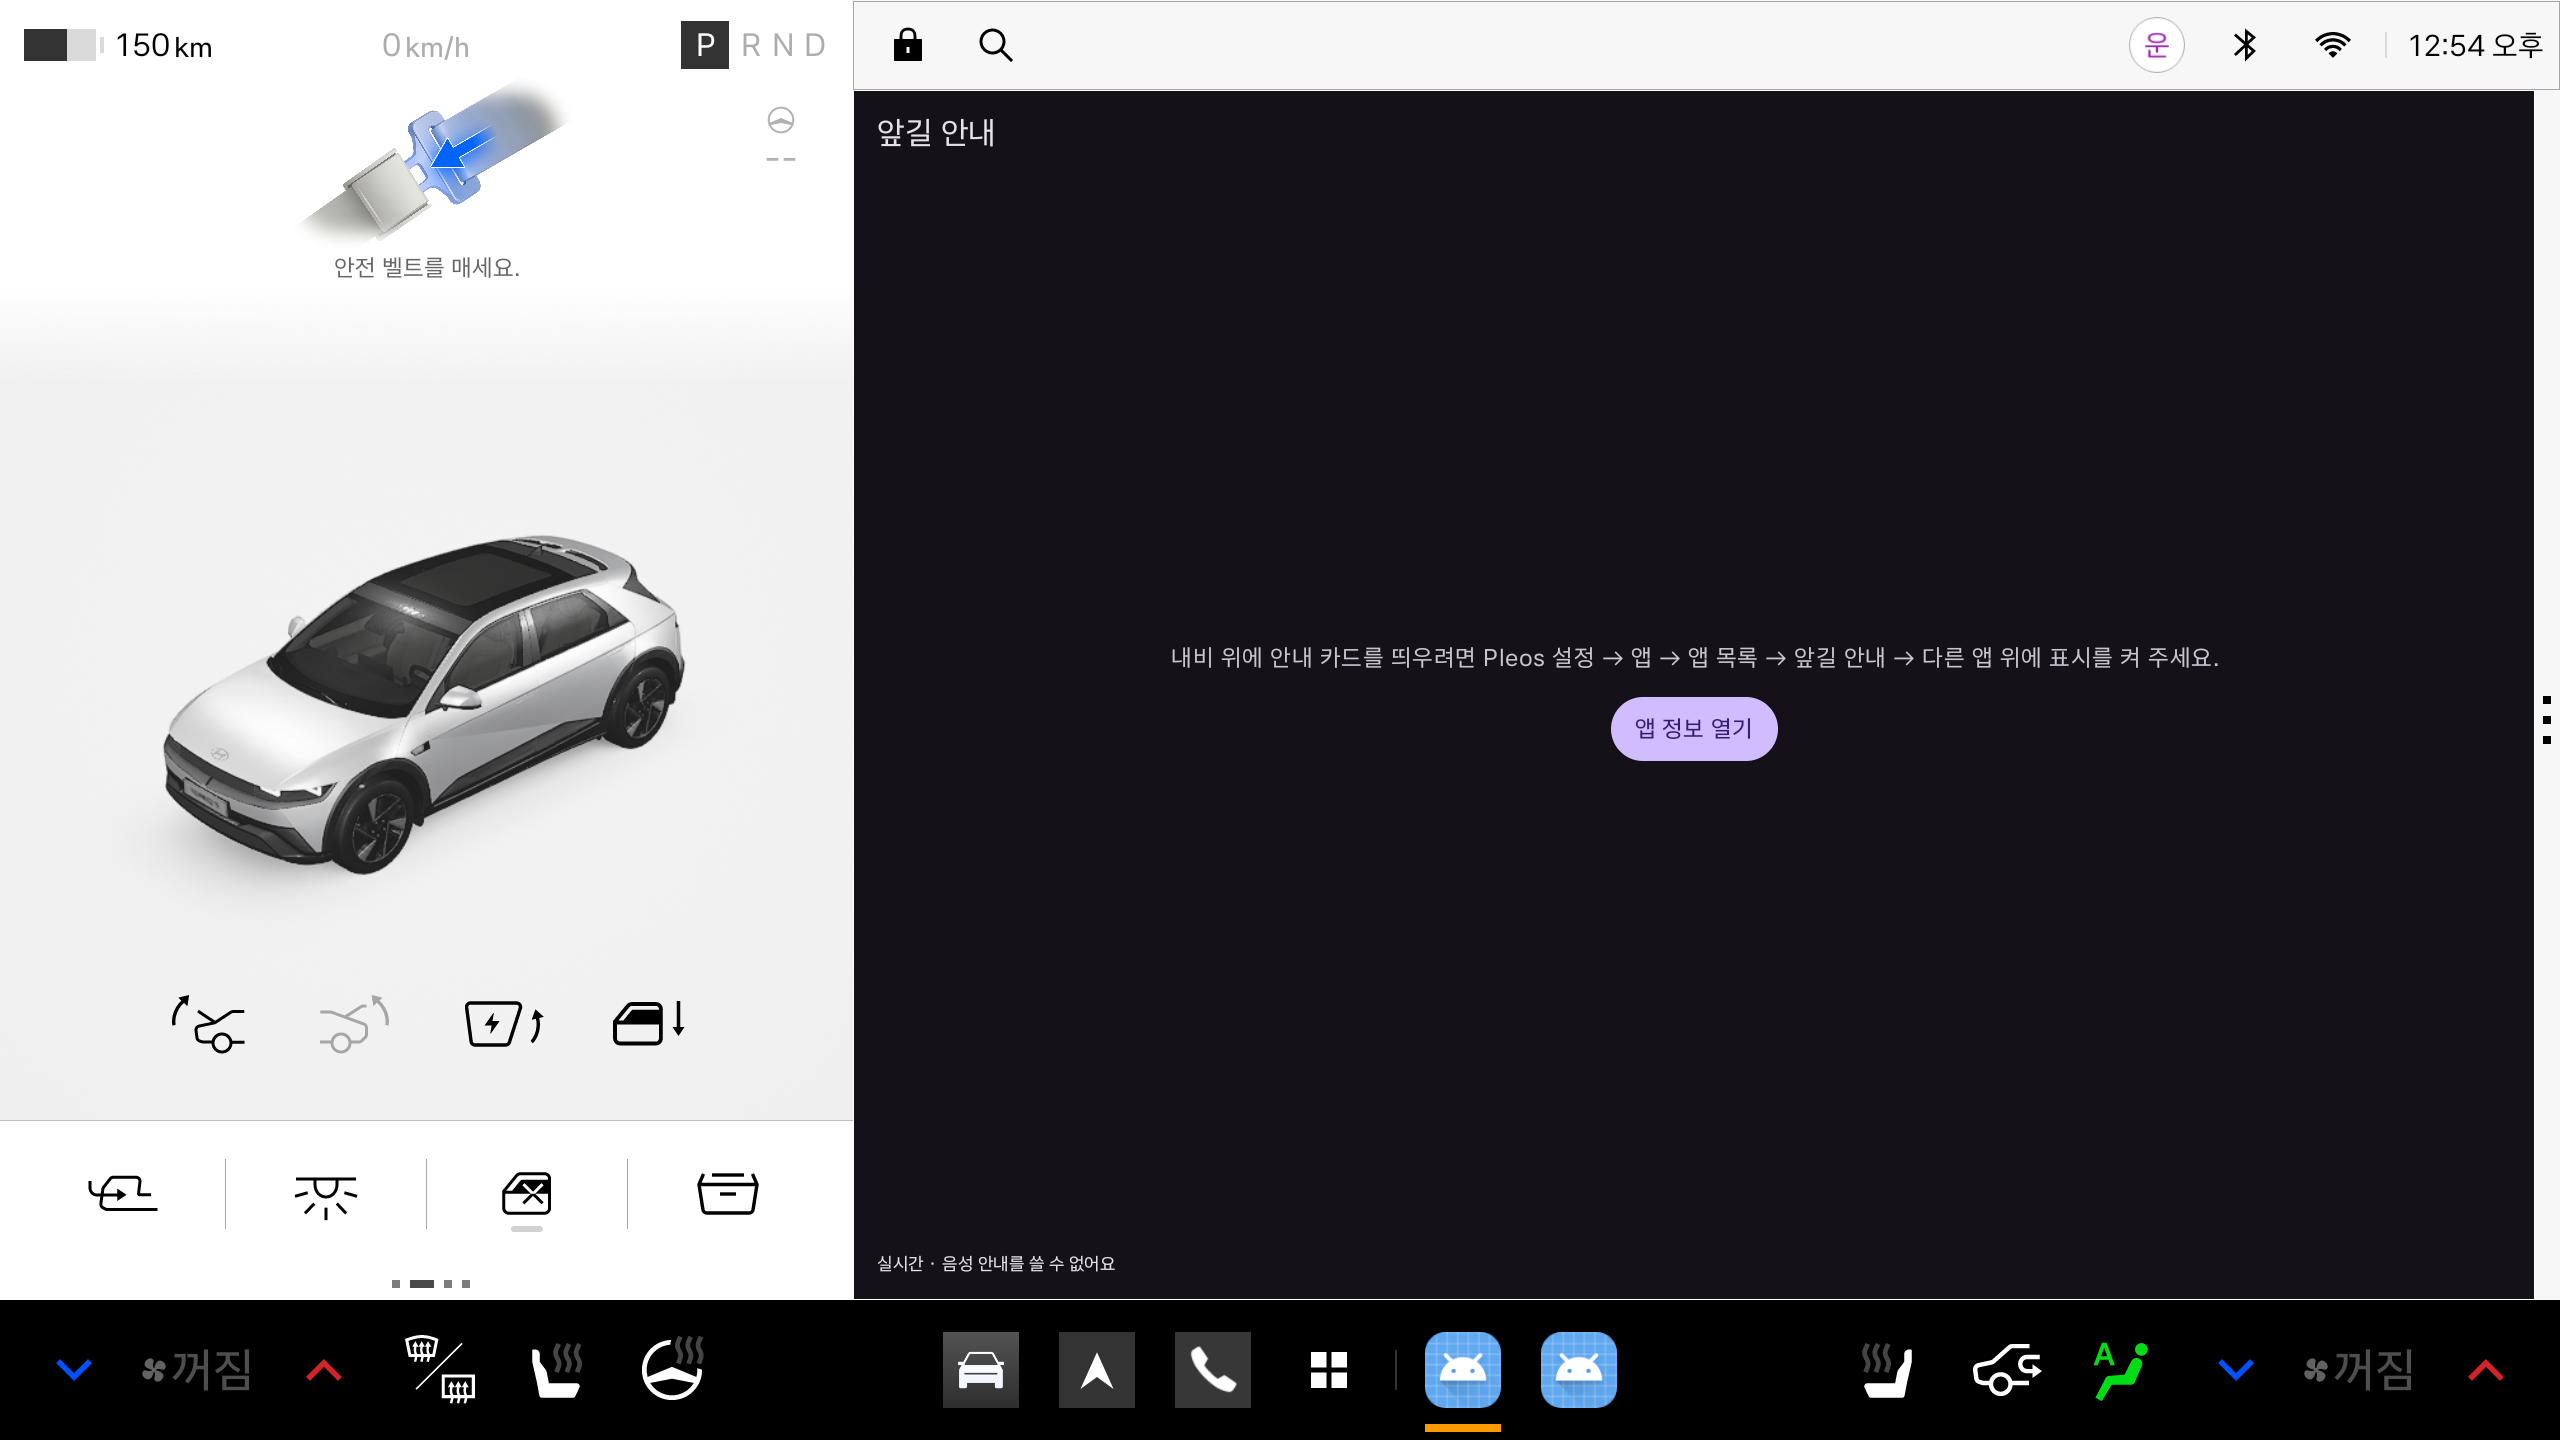 150 km
0 km/h
P R N D
운
12:54 오후
안전 벨트를 매세요.
앞길 안내
내비 위에 안내 카드를 띄우려면 Pleos 설정 → 앱 → 앱 목록 → 앞길 안내 → 다른 앱 위에 표시를 켜 주세요.
앱 정보 열기
실시간 · 음성 안내를 쓸 수 없어요
꺼짐
A
꺼짐